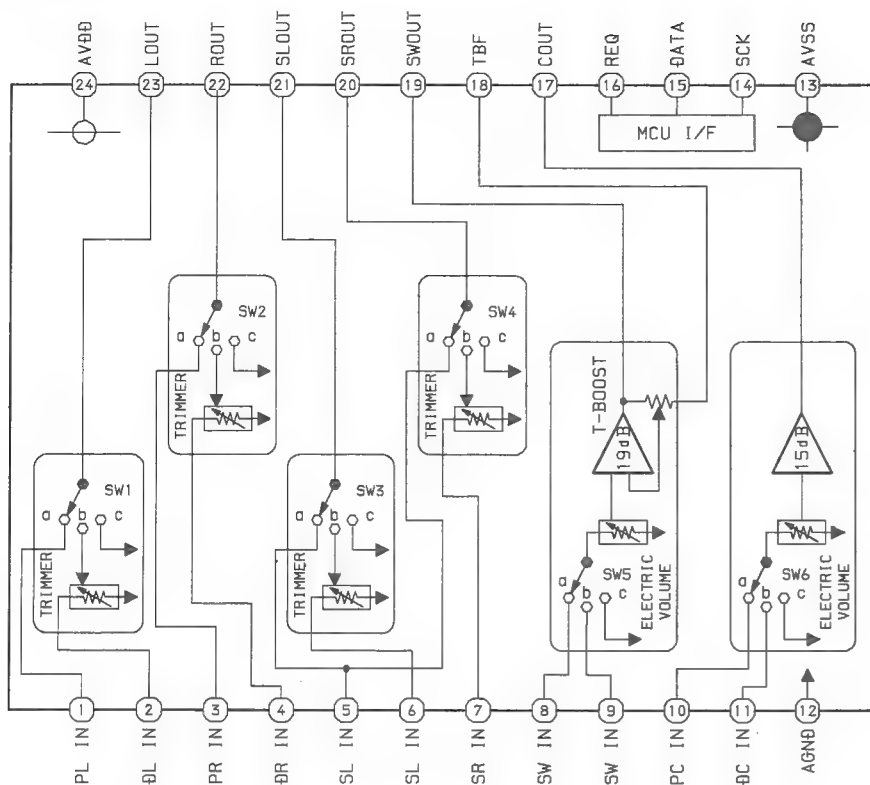 AVDD LOUT ROUT SLOUT SROUT SWOUT TBF COUT REQ DATA SCK AVSS
24 23 22 21 20 19 18 17 16 15 14 13
MCU I/F
SW2
a b c
TRIMMER
SW4
a b c
TRIMMER
T-BOOST
19dB
15dB
SW1
a b c
TRIMMER
SW3
a b c
TRIMMER
SW5
a b c
ELECTRIC
VOLUME
SW6
a b c
ELECTRIC
VOLUME
1 2 3 4 5 6 7 8 9 10 11 12
PL IN
DL IN
PR IN
DR IN
SL IN
SL IN
SR IN
SW IN
SW IN
PC IN
DC IN
AGND